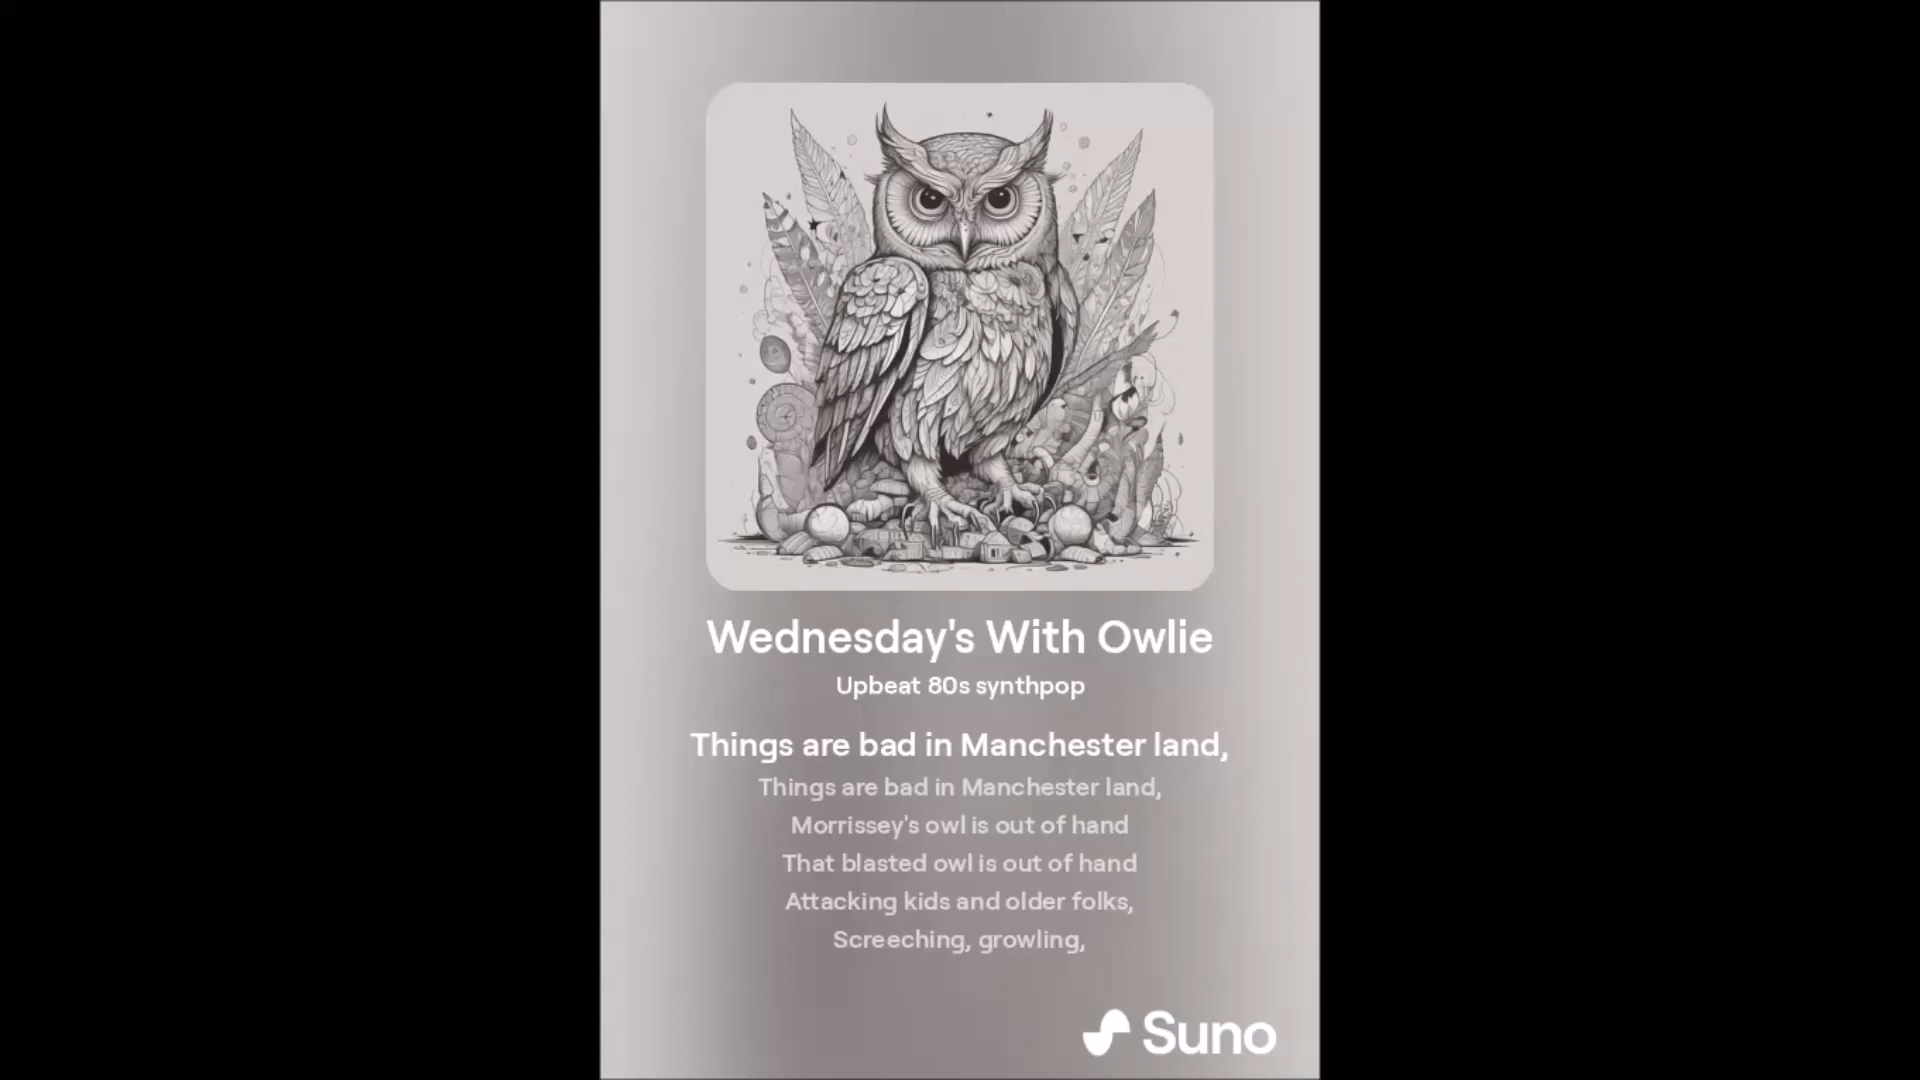 Wednesday's With Owlie
Upbeat 80s synthpop
Things are bad in Manchester land,
Things are bad in Manchester land,
Morrissey's owl is out of hand
That blasted owl is out of hand
Attacking kids and older folks,
Screeching, growling,
Suno